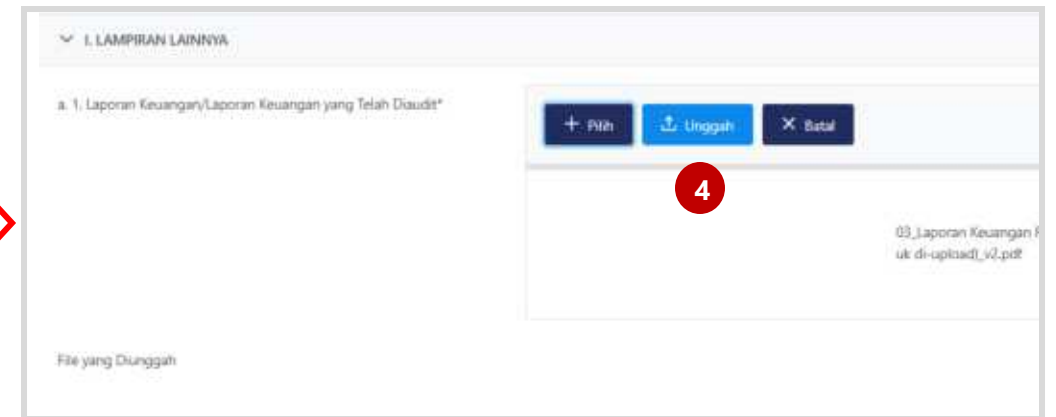 I. LAMPIRAN LAINNYA
a. 1. Laporan Keuangan/Laporan Keuangan yang Telah Diaudit*
+ Pilih Unggah X Batal
4
03_Laporan Keuangan
uk di-upload)_v2.pdf
File yang Diunggah